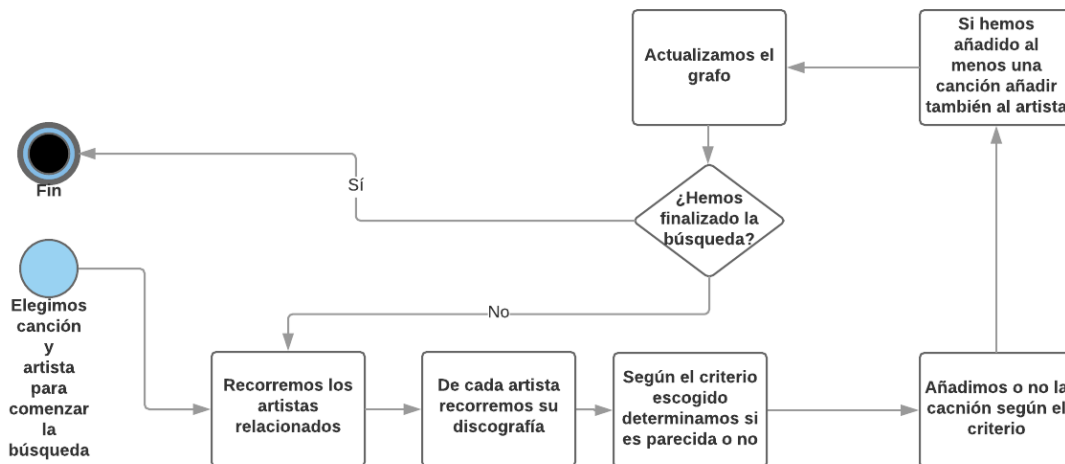 Si hemos
añadido al
menos una
canción añadir
también al artista
Actualizamos el
grafo
Fin
Sí
¿Hemos
finalizado la
búsqueda?
Elegimos
canción
y
artista
para
comenzar
la
búsqueda
No
Recorremos los
artistas
relacionados
De cada artista
recorremos su
discografía
Según el criterio
escogido
determinamos si
es parecida o no
Añadimos o no la
cacnión según el
criterio